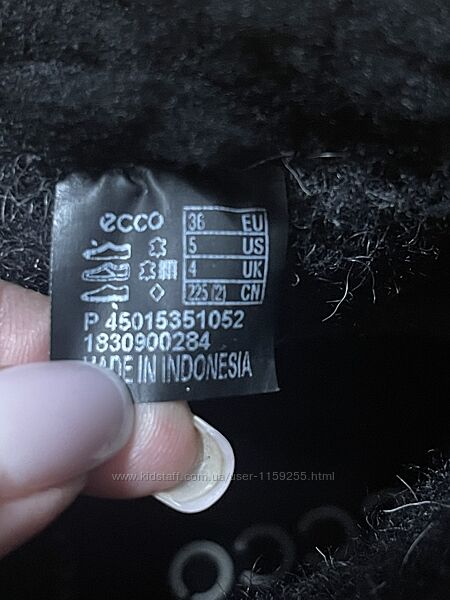 ecco
36 EU
5 US
4 UK
225 (2) CN
P 45015351052
1830900284
MADE IN INDONESIA
www.kidstaff.com.ua/user-1159255.html